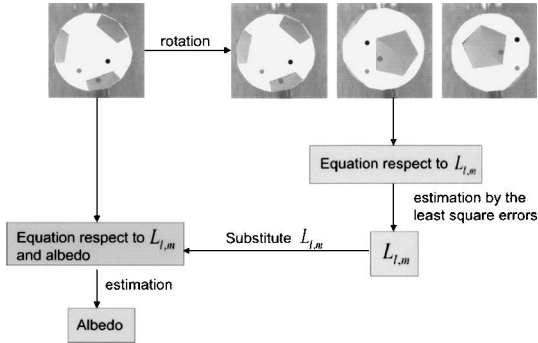 rotation
Equation respect to L_{l,m}
estimation by the
least square errors
Equation respect to L_{l,m}
and albedo
Substitute L_{l,m}
L_{l,m}
estimation
Albedo